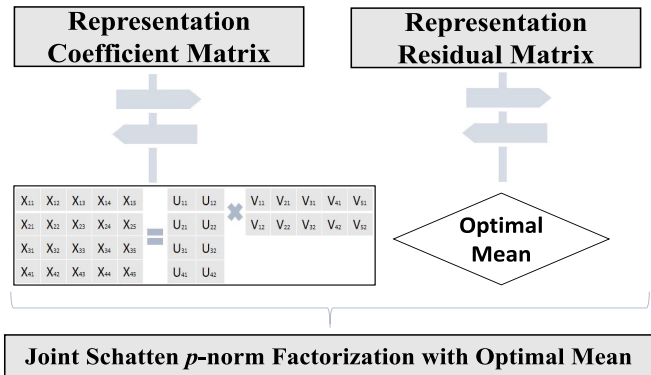 Representation
Coefficient Matrix
Representation
Residual Matrix
X₁₁ X₁₂ X₁₃ X₁₄ X₁₅ = U₁₁ U₁₂ × V₁₁ V₂₁ V₃₁ V₄₁ V₅₁
X₂₁ X₂₂ X₂₃ X₂₄ X₂₅ U₂₁ U₂₂ V₁₂ V₂₂ V₃₂ V₄₂ V₅₂
X₃₁ X₃₂ X₃₃ X₃₄ X₃₅ U₃₁ U₃₂
X₄₁ X₄₂ X₄₃ X₄₄ X₄₅ U₄₁ U₄₂
Optimal
Mean
Joint Schatten p-norm Factorization with Optimal Mean